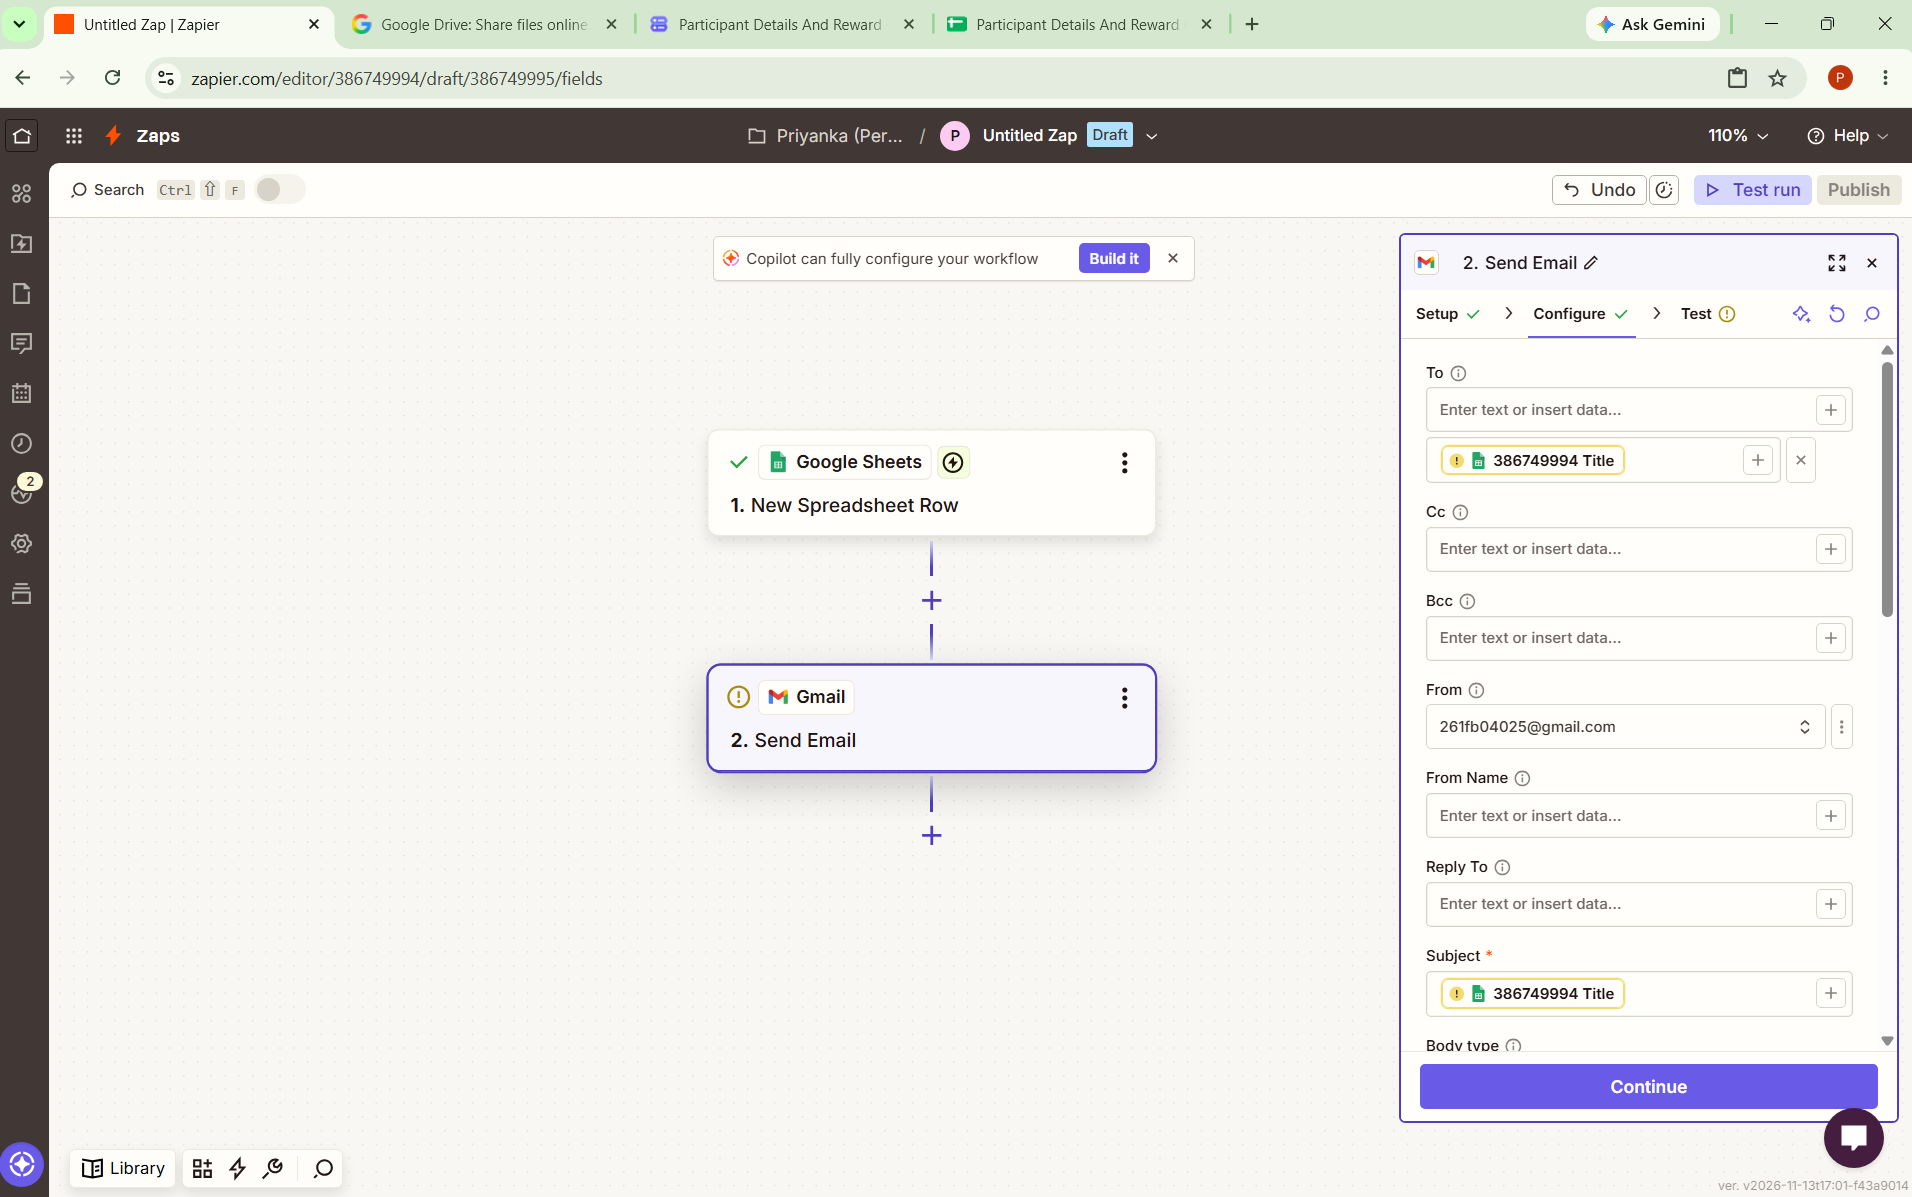 Untitled Zap | Zapier
Google Drive: Share files online
Participant Details And Reward
Participant Details And Reward
Ask Gemini
zapier.com/editor/386749994/draft/386749995/fields
P
Zaps
Priyanka (Per... / P Untitled Zap Draft
110%
Help
Search Ctrl ⇧ F
Undo
Test run
Publish
Copilot can fully configure your workflow
Build it
2. Send Email
Setup
Configure
Test
To
Enter text or insert data...
386749994 Title
Cc
Enter text or insert data...
Bcc
Enter text or insert data...
From
261fb04025@gmail.com
From Name
Enter text or insert data...
Reply To
Enter text or insert data...
Subject *
386749994 Title
Body type
Continue
Google Sheets
1. New Spreadsheet Row
Gmail
2. Send Email
2
Library
ver. v2026-11-13t17:01-f43a9014